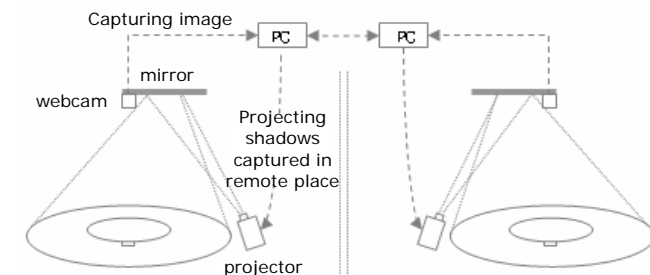 Capturing image
PC
PC
mirror
webcam
Projecting
shadows
captured in
remote place
projector